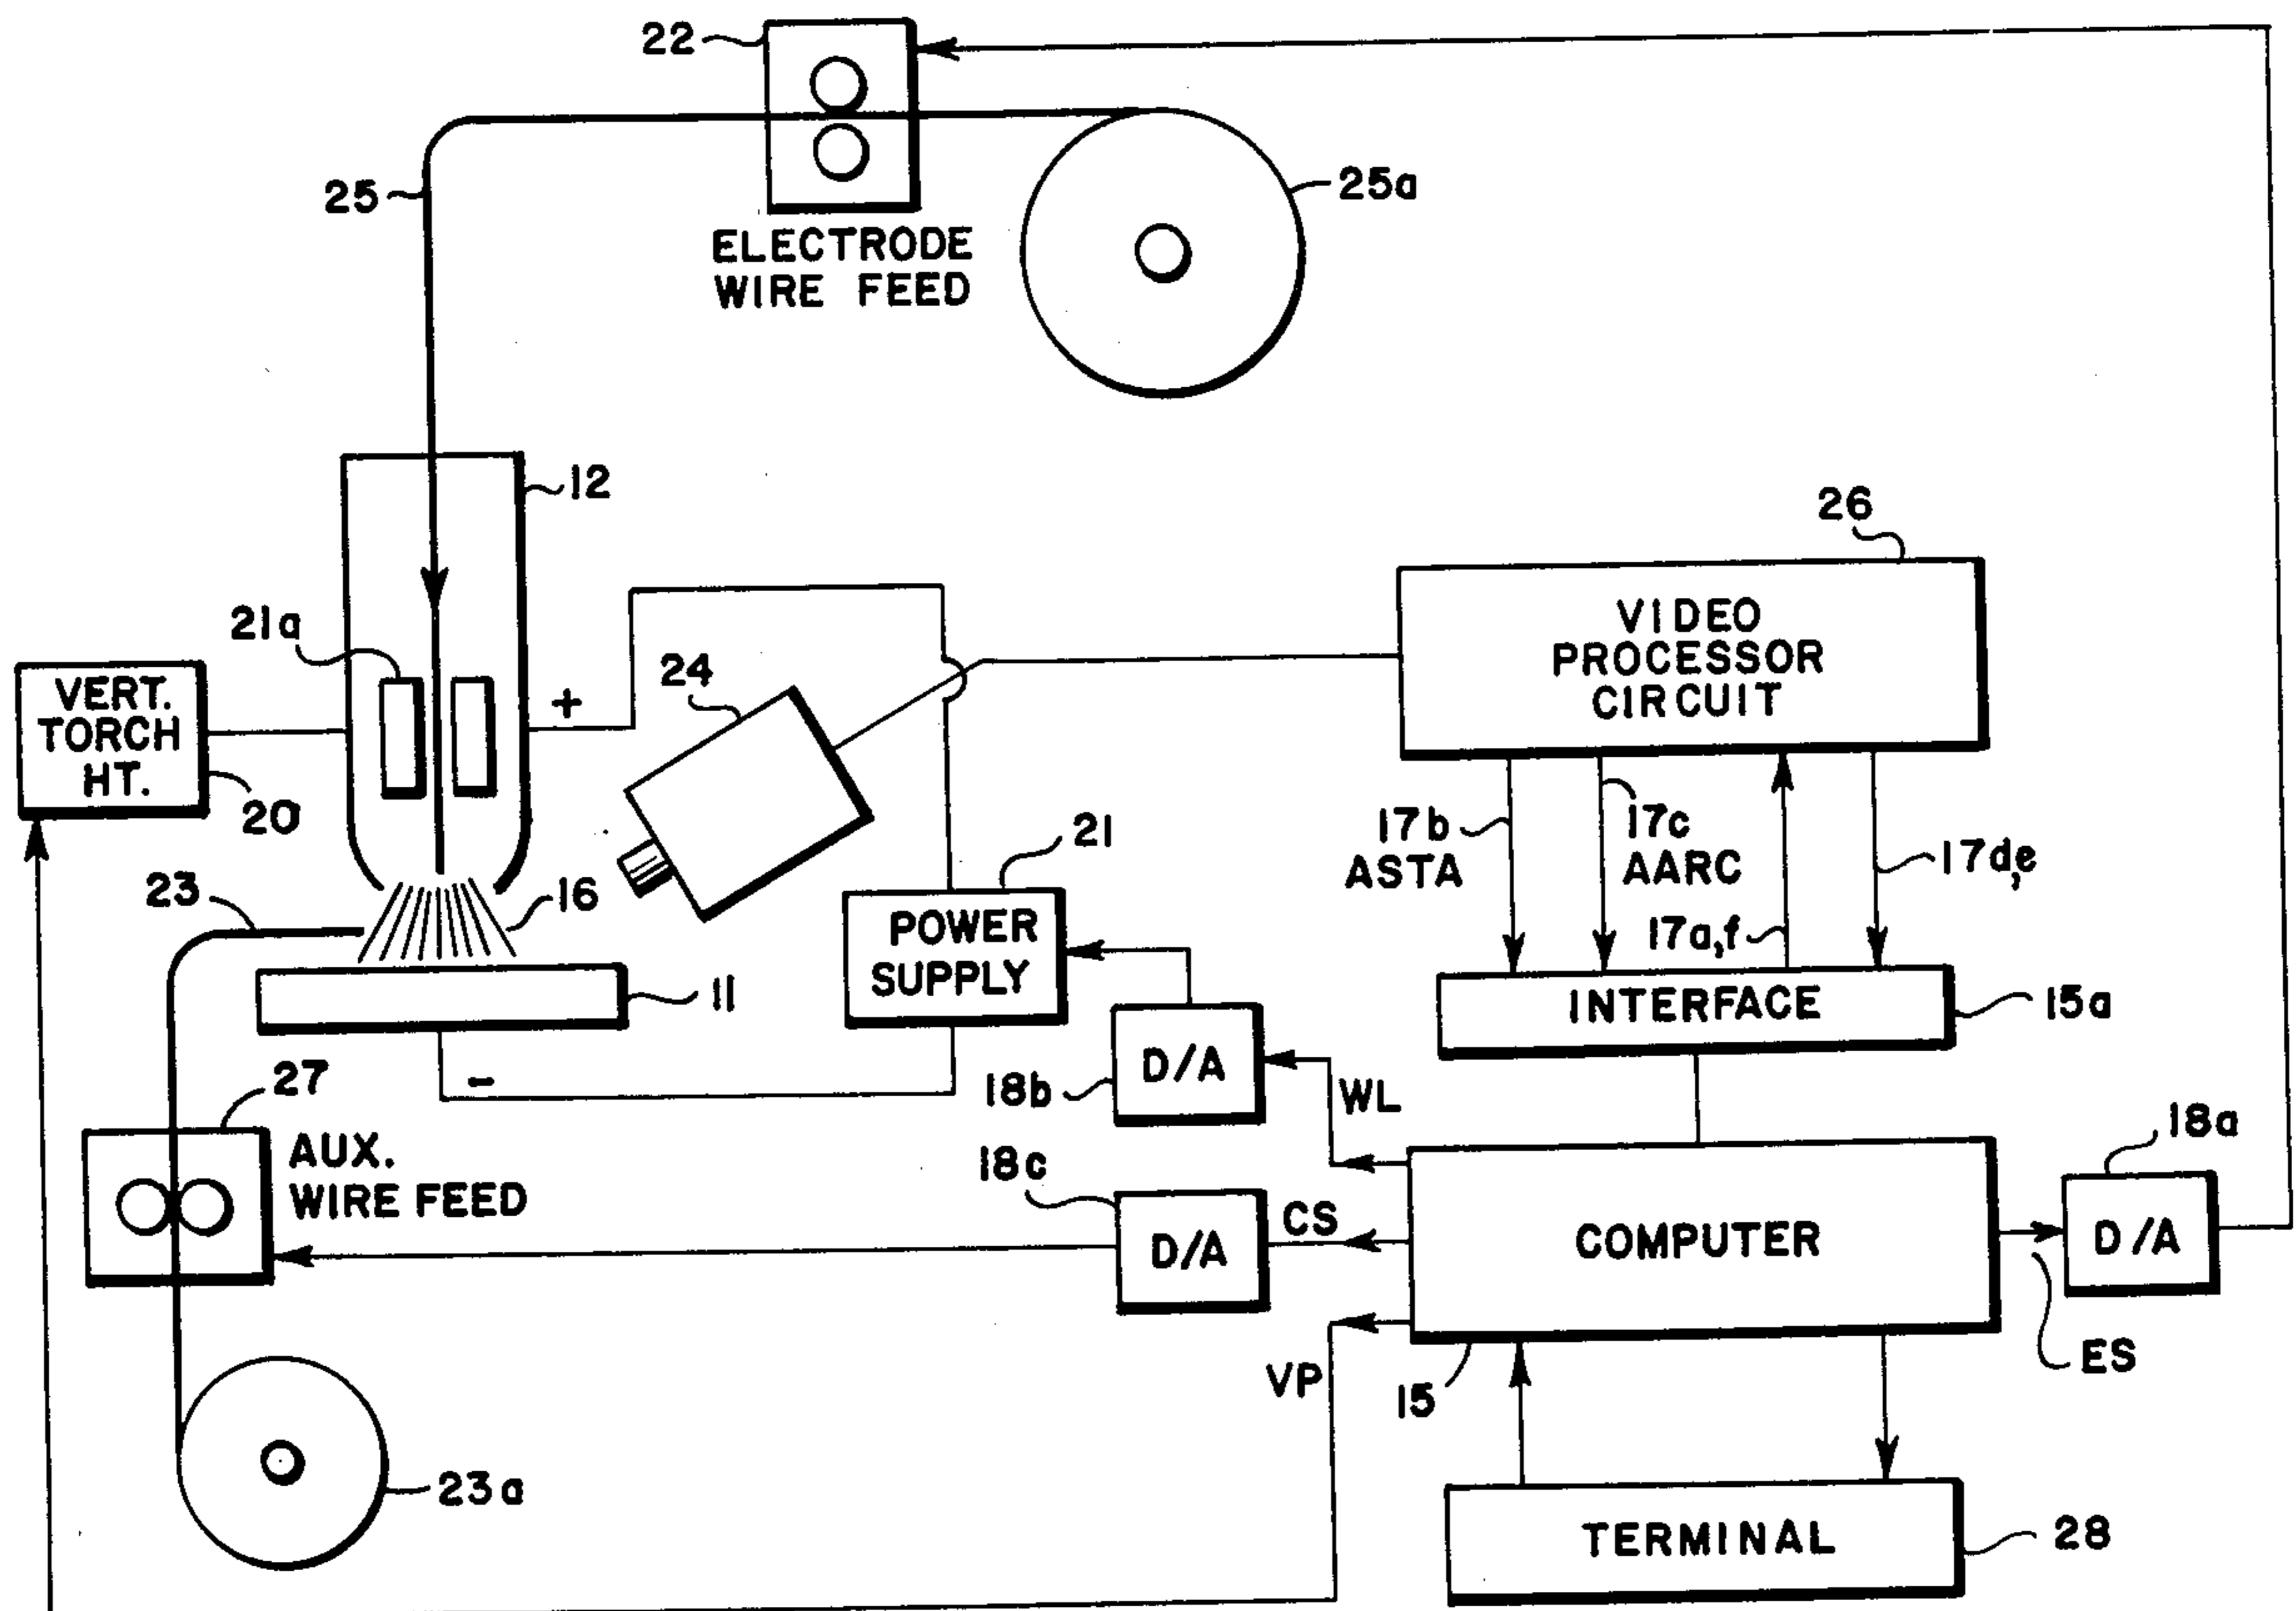 22
25
25a
ELECTRODE
WIRE FEED
12
26
21a
24
+
VERT.
TORCH
HT.
20
VIDEO
PROCESSOR
CIRCUIT
21
17b
ASTA
17c
AARC
17d,e
17a,f
23
16
POWER
SUPPLY
11
INTERFACE
15a
27
-
18b
D/A
WL
18a
AUX.
WIRE FEED
18c
D/A
CS
COMPUTER
D/A
VP
15
ES
23a
TERMINAL
28